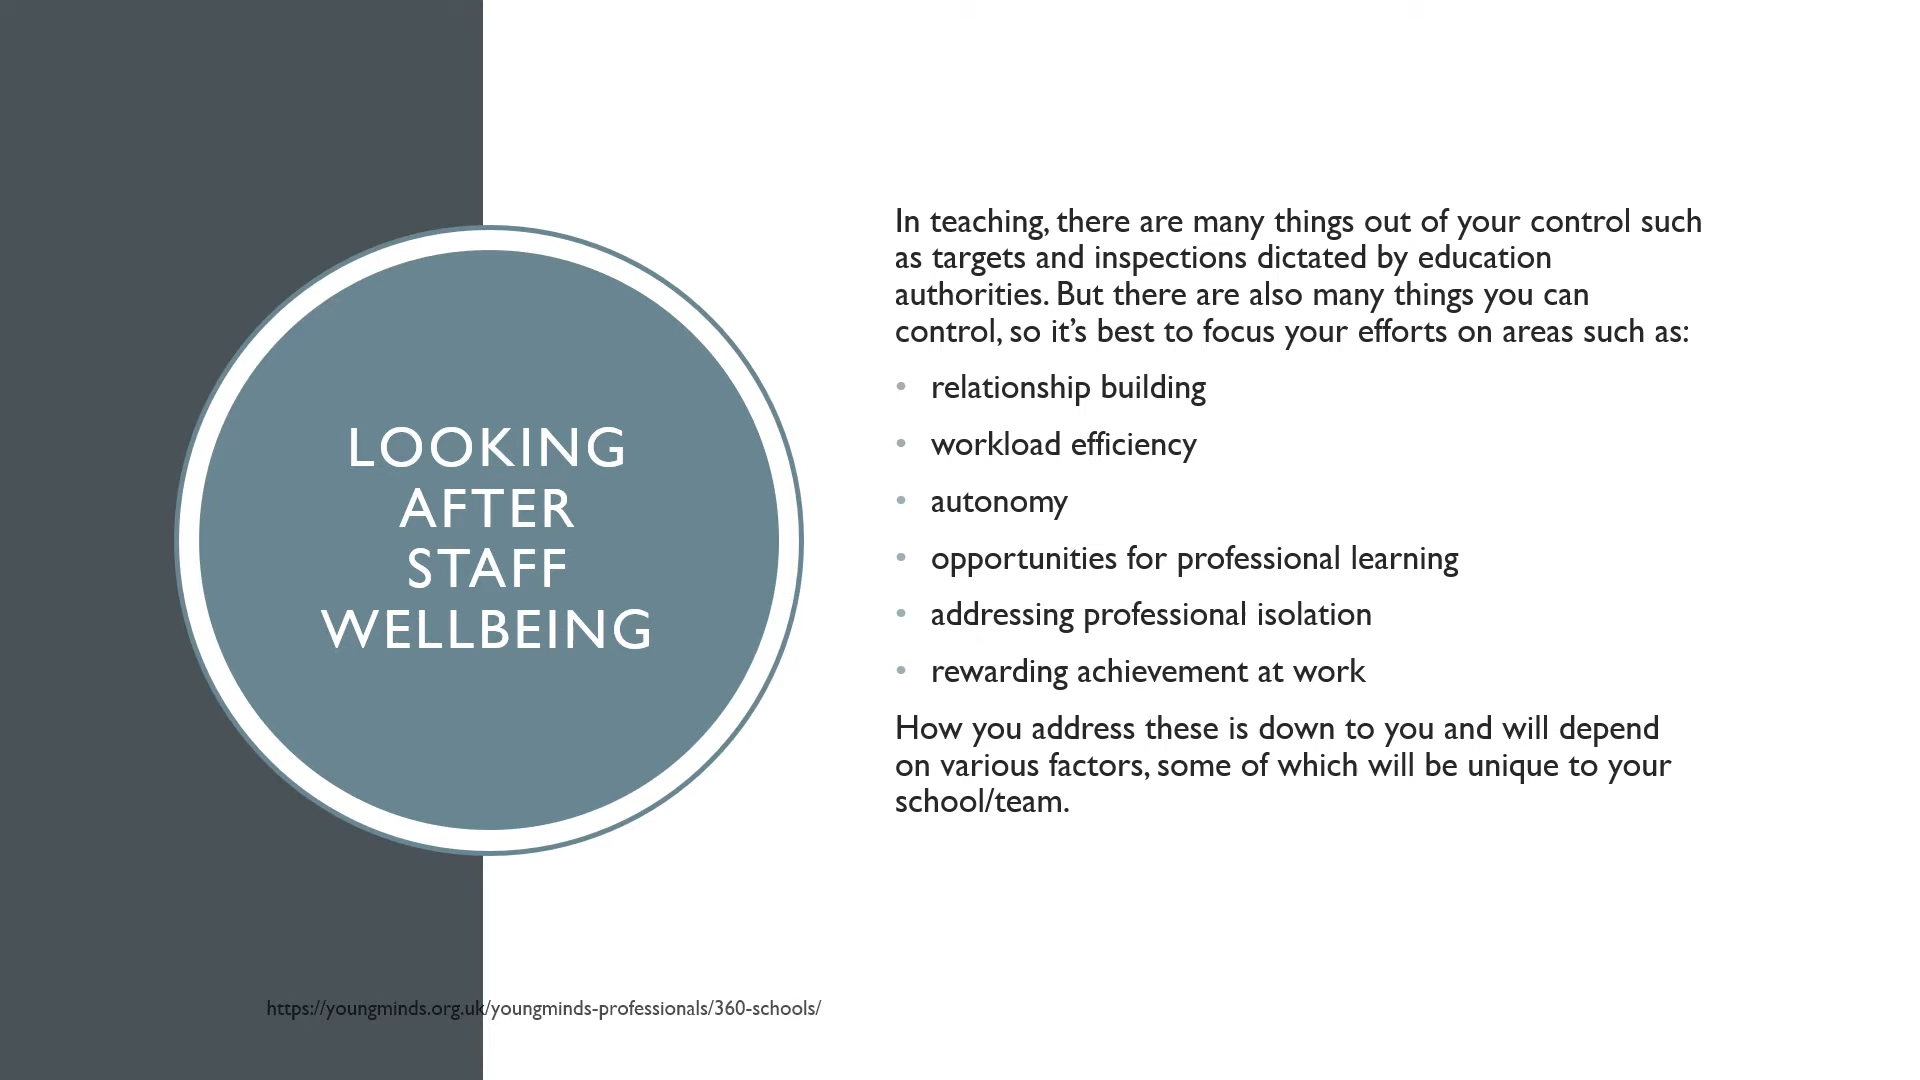 LOOKING
AFTER
STAFF
WELLBEING
In teaching, there are many things out of your control such
as targets and inspections dictated by education
authorities. But there are also many things you can
control, so it’s best to focus your efforts on areas such as:
• relationship building
• workload efficiency
• autonomy
• opportunities for professional learning
• addressing professional isolation
• rewarding achievement at work
How you address these is down to you and will depend
on various factors, some of which will be unique to your
school/team.
https://youngminds.org.uk/youngminds-professionals/360-schools/